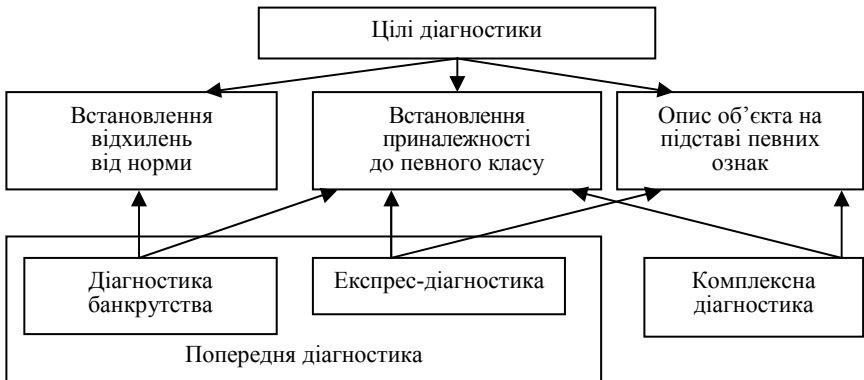 Цілі діагностики
Встановлення
відхилень
від норми
Встановлення
приналежності
до певного класу
Опис об’єкта на
підставі певних
ознак
Діагностика
банкрутства
Експрес-діагностика
Комплексна
діагностика
Попередня діагностика